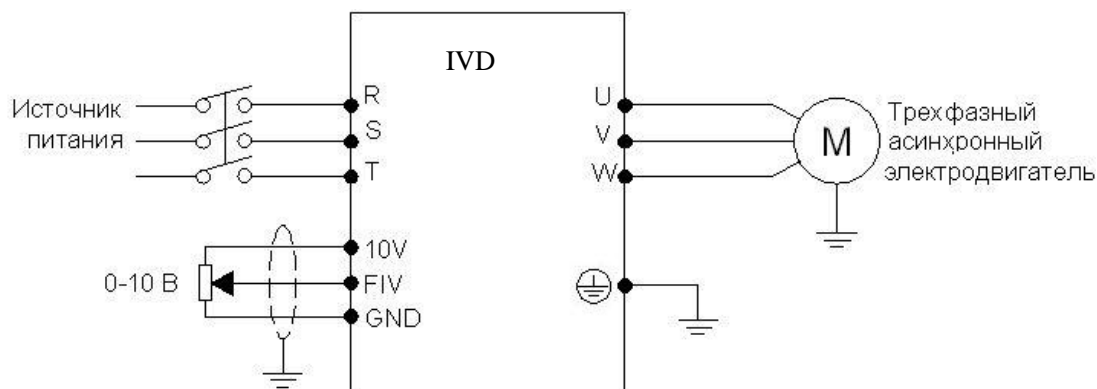 IVD
Источник
питания
R
S
T
U
V
W
M
Трехфазный
асинхронный
электродвигатель
0-10 В
10V
FIV
GND